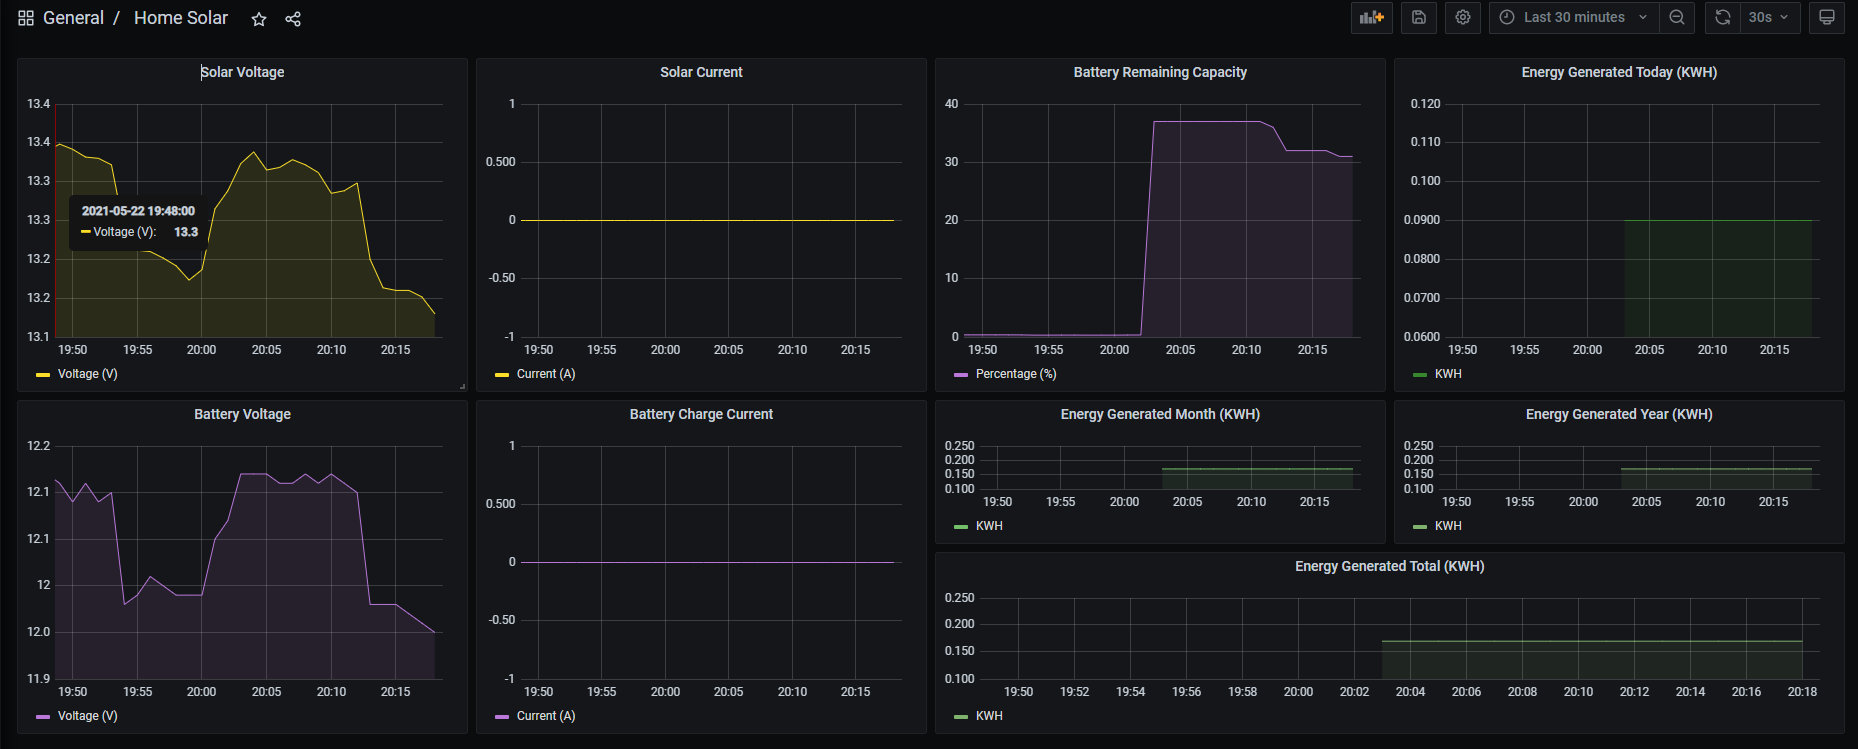 General / Home Solar
Last 30 minutes
30s
Solar Voltage
13.4
13.4
13.3
13.3
13.2
13.2
13.1
2021-05-22 19:48:00
Voltage (V): 13.3
19:50 19:55 20:00 20:05 20:10 20:15
Voltage (V)
Solar Current
1
0.500
0
-0.50
-1
19:50 19:55 20:00 20:05 20:10 20:15
Current (A)
Battery Remaining Capacity
40
30
20
10
0
19:50 19:55 20:00 20:05 20:10 20:15
Percentage (%)
Energy Generated Today (KWH)
0.120
0.110
0.100
0.0900
0.0800
0.0700
0.0600
19:50 19:55 20:00 20:05 20:10 20:15
KWH
Battery Voltage
12.2
12.1
12.1
12
12.0
11.9
19:50 19:55 20:00 20:05 20:10 20:15
Voltage (V)
Battery Charge Current
1
0.500
0
-0.50
-1
19:50 19:55 20:00 20:05 20:10 20:15
Current (A)
Energy Generated Month (KWH)
0.250
0.200
0.150
0.100
19:50 19:55 20:00 20:05 20:10 20:15
KWH
Energy Generated Year (KWH)
0.250
0.200
0.150
0.100
19:50 19:55 20:00 20:05 20:10 20:15
KWH
Energy Generated Total (KWH)
0.250
0.200
0.150
0.100
19:50 19:52 19:54 19:56 19:58 20:00 20:02 20:04 20:06 20:08 20:10 20:12 20:14 20:16 20:18
KWH